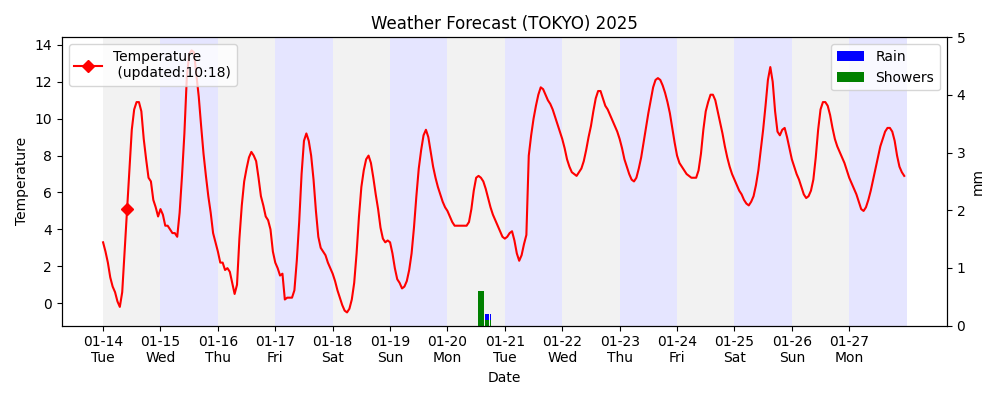 Weather Forecast (TOKYO) 2025
Temperature
(updated:10:18)
Rain
Showers
Temperature
14
12
10
8
6
4
2
0
5
4
3
2
1
0
mm
01-14 01-15 01-16 01-17 01-18 01-19 01-20 01-21 01-22 01-23 01-24 01-25 01-26 01-27
Tue Wed Thu Fri Sat Sun Mon Tue Wed Thu Fri Sat Sun Mon
Date